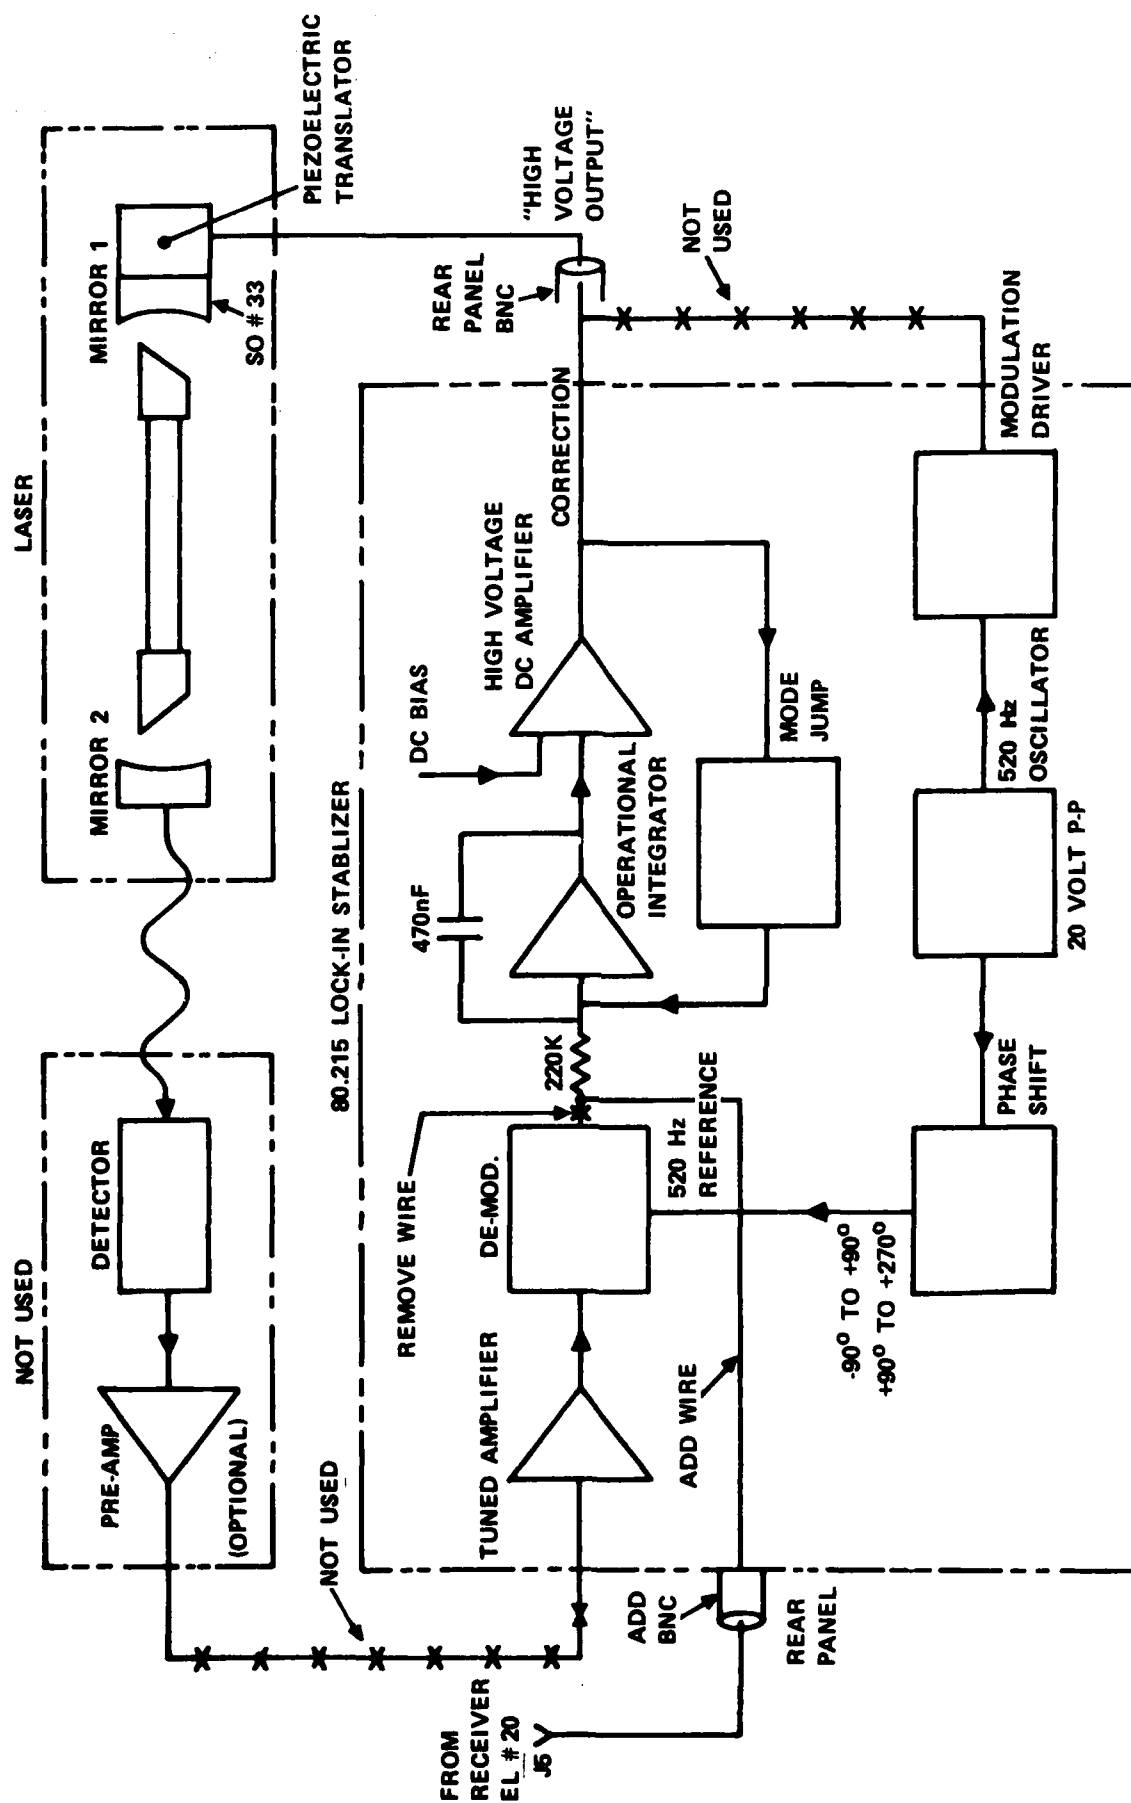 LASER
MIRROR 2
MIRROR 1
SO # 33
PIEZOELECTRIC
TRANSLATOR
NOT USED
DETECTOR
PRE-AMP
(OPTIONAL)
NOT USED
80.215 LOCK-IN STABLIZER
REMOVE WIRE
TUNED AMPLIFIER
DE-MOD.
220K
470nF
OPERATIONAL
INTEGRATOR
DC BIAS
HIGH VOLTAGE
DC AMPLIFIER
CORRECTION
REAR
PANEL
BNC
"HIGH
VOLTAGE
OUTPUT"
NOT
USED
FROM
RECEIVER
EL # 20
J5
ADD
BNC
REAR
PANEL
ADD WIRE
520 Hz
REFERENCE
MODE
JUMP
-90° TO +90°
+90° TO +270°
PHASE
SHIFT
520 Hz
OSCILLATOR
20 VOLT P-P
MODULATION
DRIVER